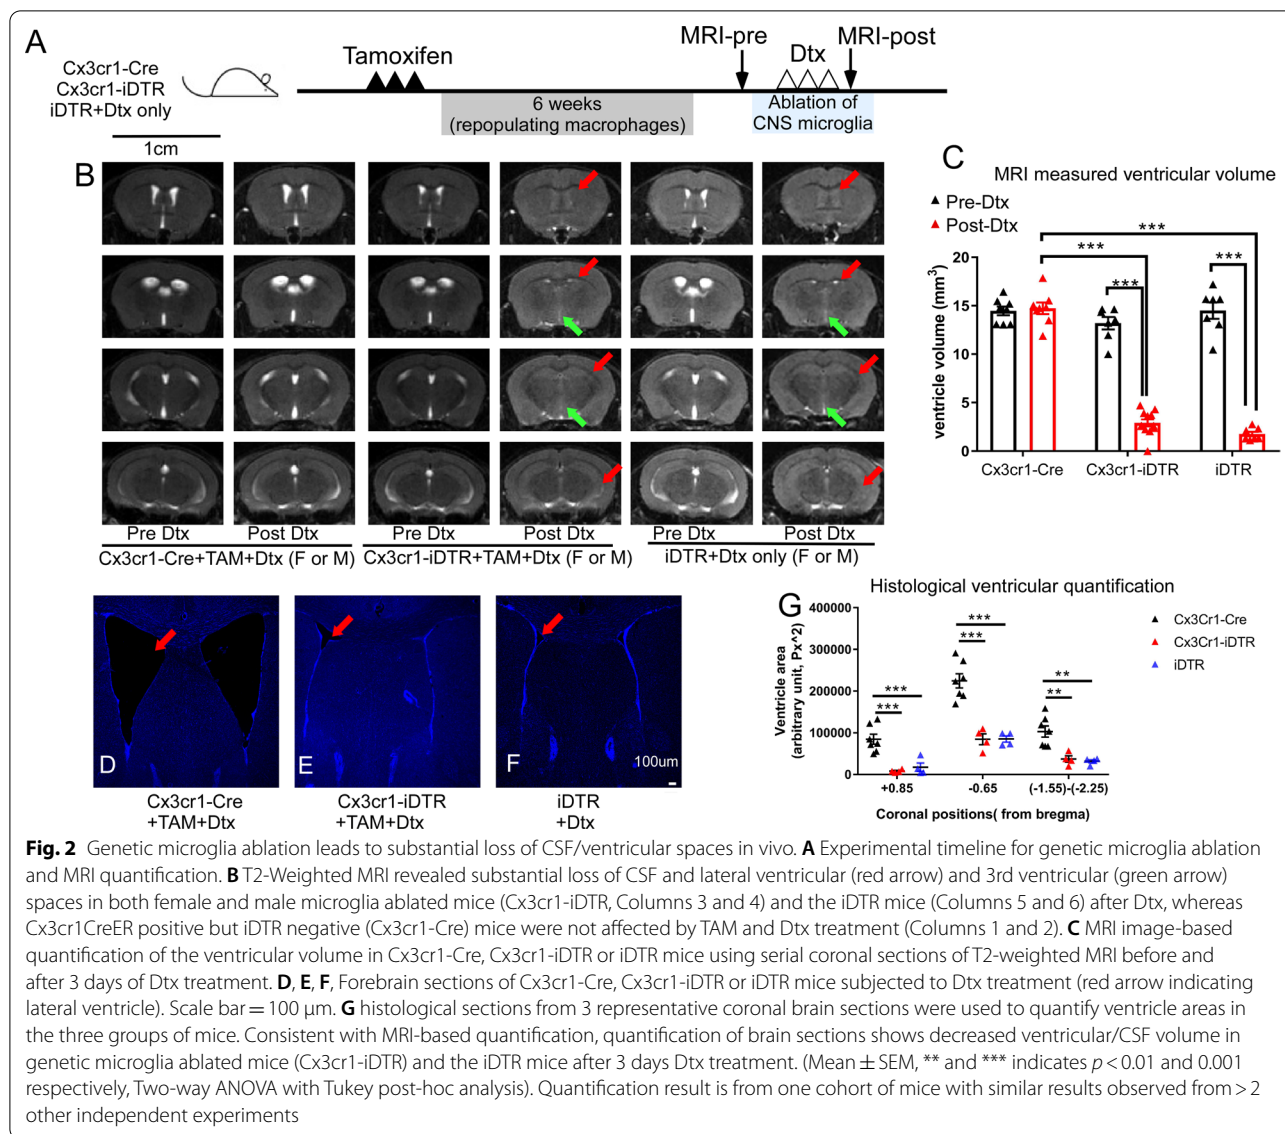 A
Cx3cr1-Cre
Cx3cr1-iDTR
iDTR+Dtx only
Tamoxifen
6 weeks
(repopulating macrophages)
MRI-pre
Dtx
MRI-post
Ablation of
CNS microglia
1cm
B
Pre Dtx Post Dtx Pre Dtx Post Dtx Pre Dtx Post Dtx
Cx3cr1-Cre+TAM+Dtx (F or M) Cx3cr1-iDTR+TAM+Dtx (F or M) iDTR+Dtx only (F or M)
C
MRI measured ventricular volume
Pre-Dtx
Post-Dtx
***
***
***
***
ventricle volume (mm³)
20
15
10
5
0
Cx3cr1-Cre Cx3cr1-iDTR iDTR
D
Cx3cr1-Cre
+TAM+Dtx
E
Cx3cr1-iDTR
+TAM+Dtx
F
100um
iDTR
+Dtx
G
Histological ventricular quantification
Ventricle area
(arbitrary unit, Px^2)
400000
300000
200000
100000
0
***
***
***
***
**
**
Cx3Cr1-Cre
Cx3Cr1-iDTR
iDTR
+0.85 -0.65 (-1.55)-(-2.25)
Coronal positions( from bregma)
Fig. 2 Genetic microglia ablation leads to substantial loss of CSF/ventricular spaces in vivo. A Experimental timeline for genetic microglia ablation
and MRI quantification. B T2-Weighted MRI revealed substantial loss of CSF and lateral ventricular (red arrow) and 3rd ventricular (green arrow)
spaces in both female and male microglia ablated mice (Cx3cr1-iDTR, Columns 3 and 4) and the iDTR mice (Columns 5 and 6) after Dtx, whereas
Cx3cr1CreER positive but iDTR negative (Cx3cr1-Cre) mice were not affected by TAM and Dtx treatment (Columns 1 and 2). C MRI image-based
quantification of the ventricular volume in Cx3cr1-Cre, Cx3cr1-iDTR or iDTR mice using serial coronal sections of T2-weighted MRI before and
after 3 days of Dtx treatment. D, E, F, Forebrain sections of Cx3cr1-Cre, Cx3cr1-iDTR or iDTR mice subjected to Dtx treatment (red arrow indicating
lateral ventricle). Scale bar = 100 μm. G histological sections from 3 representative coronal brain sections were used to quantify ventricle areas in
the three groups of mice. Consistent with MRI-based quantification, quantification of brain sections shows decreased ventricular/CSF volume in
genetic microglia ablated mice (Cx3cr1-iDTR) and the iDTR mice after 3 days Dtx treatment. (Mean ± SEM, ** and *** indicates p < 0.01 and 0.001
respectively, Two-way ANOVA with Tukey post-hoc analysis). Quantification result is from one cohort of mice with similar results observed from > 2
other independent experiments